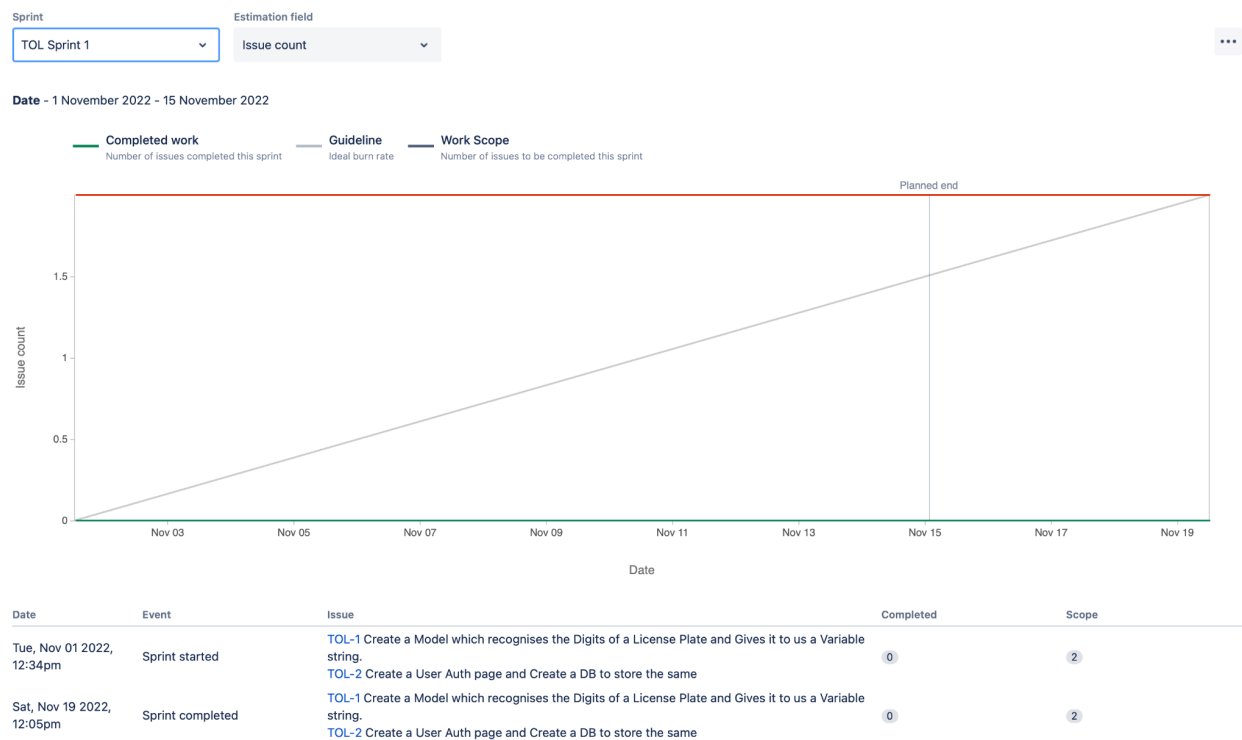 Sprint
Estimation field
TOL Sprint 1
Issue count
Date - 1 November 2022 - 15 November 2022
Completed work
Number of issues completed this sprint
Guideline
Ideal burn rate
Work Scope
Number of issues to be completed this sprint
Planned end
1.5
1
0.5
0
Issue count
Nov 03
Nov 05
Nov 07
Nov 09
Nov 11
Nov 13
Nov 15
Nov 17
Nov 19
Date
Date Event Issue Completed Scope
Tue, Nov 01 2022,
12:34pm
Sprint started
TOL-1 Create a Model which recognises the Digits of a License Plate and Gives it to us a Variable
string.
TOL-2 Create a User Auth page and Create a DB to store the same
0
2
Sat, Nov 19 2022,
12:05pm
Sprint completed
TOL-1 Create a Model which recognises the Digits of a License Plate and Gives it to us a Variable
string.
TOL-2 Create a User Auth page and Create a DB to store the same
0
2